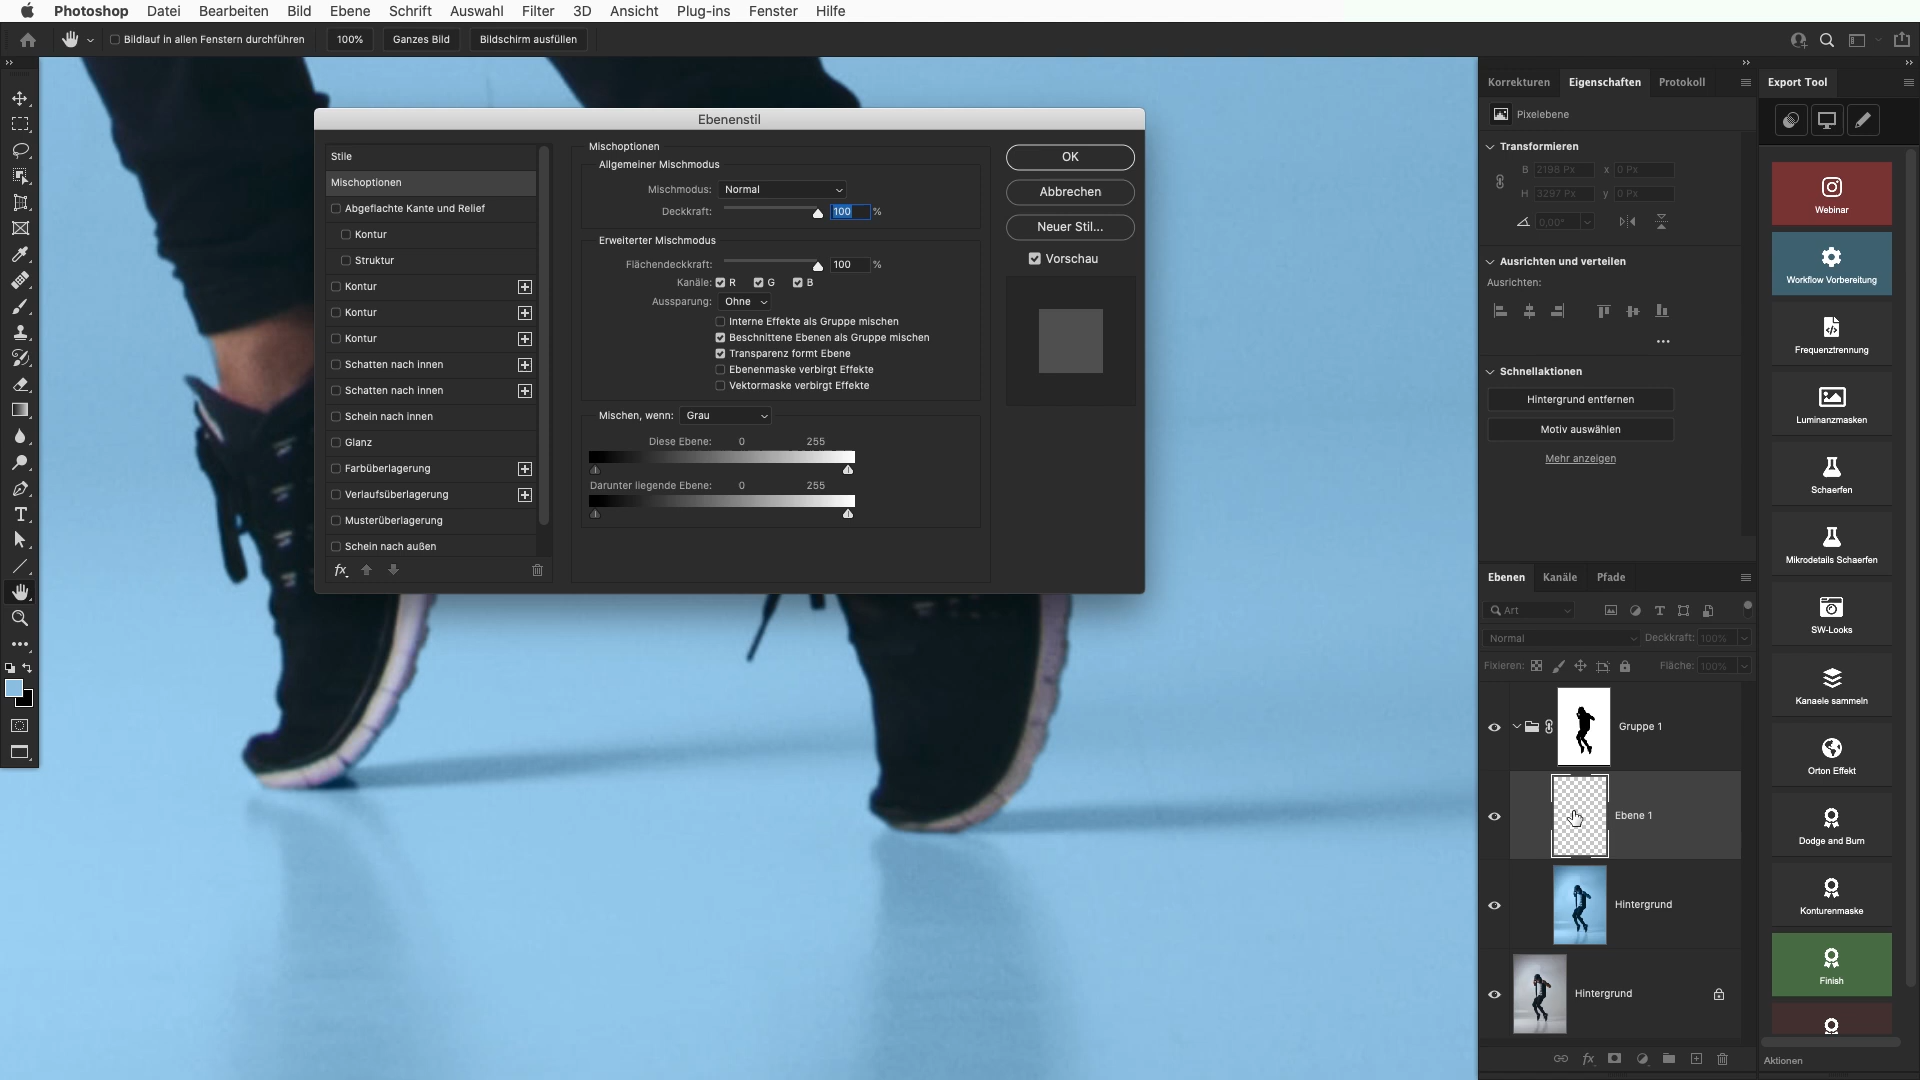 Photoshop Datei Bearbeiten Bild Ebene Schrift Auswahl Filter 3D Ansicht Plug-ins Fenster Hilfe
Bildlauf in allen Fenstern durchführen 100% Ganzes Bild Bildschirm ausfüllen
Ebenenstil
Stile
Mischoptionen
Abgeflachte Kante und Relief
Kontur
Struktur
Kontur
Kontur
Kontur
Schatten nach innen
Schatten nach innen
Schein nach innen
Glanz
Farbüberlagerung
Verlaufsüberlagerung
Musterüberlagerung
Schein nach außen
fx
Mischoptionen
Allgemeiner Mischmodus
Mischmodus: Normal
Deckkraft: 100 %
Erweiterter Mischmodus
Flächendeckkraft: 100 %
Kanäle: R G B
Aussparung: Ohne
Interne Effekte als Gruppe mischen
Beschnittene Ebenen als Gruppe mischen
Transparenz formt Ebene
Ebenenmaske verbirgt Effekte
Vektormaske verbirgt Effekte
Mischen, wenn: Grau
Diese Ebene: 0 255
Darunter liegende Ebene: 0 255
OK
Abbrechen
Neuer Stil...
Vorschau
Korrekturen Eigenschaften Protokoll
Pixelebene
Transformieren
B 2198 Px x 0 Px
H 3297 Px y 0 Px
0,00°
Ausrichten und verteilen
Ausrichten:
Schnellaktionen
Hintergrund entfernen
Motiv auswählen
Mehr anzeigen
Ebenen Kanäle Pfade
Art
Normal Deckkraft: 100%
Fixieren: Fläche: 100%
Gruppe 1
Ebene 1
Hintergrund
Hintergrund
fx
Export Tool
Webinar
Workflow Vorbereitung
Frequenztrennung
Luminanzmasken
Schaerfen
Mikrodetails Schaerfen
SW-Looks
Kanaele sammeln
Orton Effekt
Dodge and Burn
Konturenmaske
Finish
Aktionen